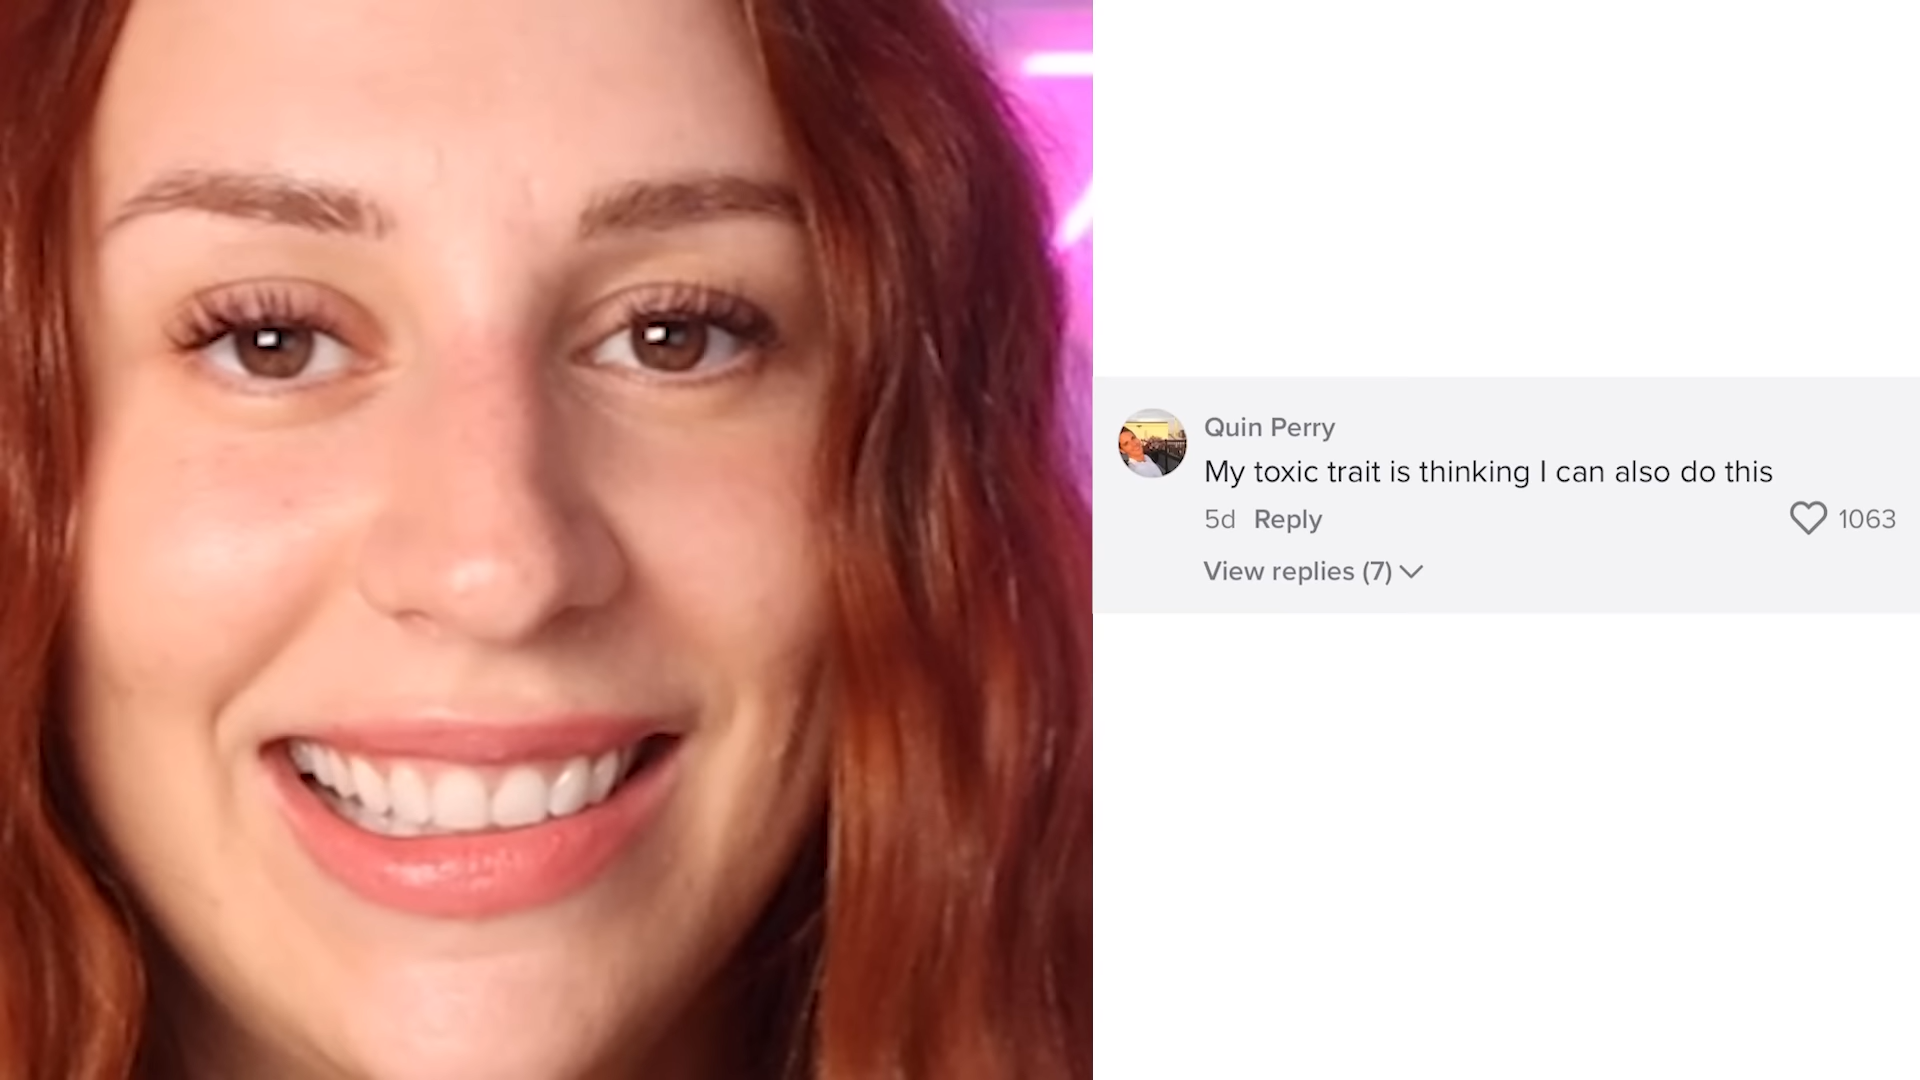 Quin Perry
My toxic trait is thinking I can also do this
5d Reply
1063
View replies (7)